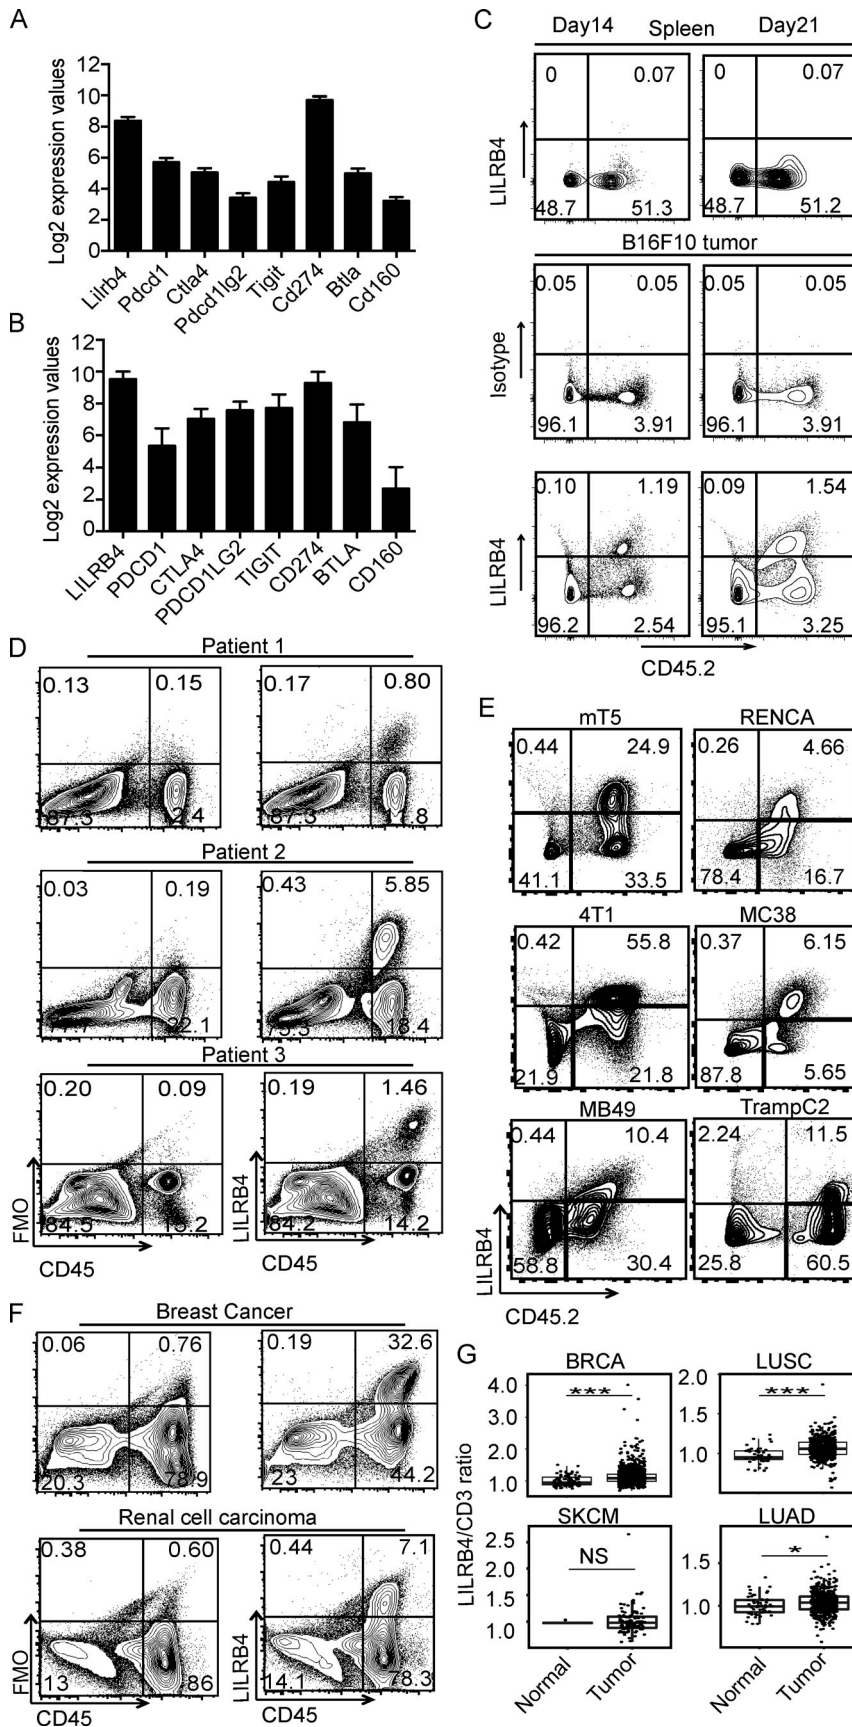 A
Log2 expression values
12
10
8
6
4
2
0
Lilrb4
Pdcd1
Ctla4
Pdcd1lg2
Tigit
Cd274
Btla
Cd160
B
Log2 expression values
12
10
8
6
4
2
0
LILRB4
PDCD1
CTLA4
PDCD1LG2
TIGIT
CD274
BTLA
CD160
C
Day14 Spleen Day21
0 0.07 0 0.07
LILRB4
48.7 51.3 48.7 51.2
B16F10 tumor
0.05 0.05 0.05 0.05
Isotype
96.1 3.91 96.1 3.91
0.10 1.19 0.09 1.54
LILRB4
96.2 2.54 95.1 3.25
CD45.2
D
Patient 1
0.13 0.15 0.17 0.80
87.3 87.3 11.8
Patient 2
0.03 0.19 0.43 5.85
22.1 75.3 18.4
Patient 3
0.20 0.09 0.19 1.46
FMO LILRB4
84.5 15.2 84.2 14.2
CD45 CD45
E
mT5 RENCA
0.44 24.9 0.26 4.66
41.1 33.5 78.4 16.7
4T1 MC38
0.42 55.8 0.37 6.15
21.9 21.8 87.8 5.65
MB49 TrampC2
0.44 10.4 2.24 11.5
LILRB4
58.8 30.4 25.8 60.5
CD45.2
F
Breast Cancer
0.06 0.76 0.19 32.6
20.3 78.9 23 44.2
Renal cell carcinoma
0.38 0.60 0.44 7.1
FMO LILRB4
13 86 14.1 78.3
CD45 CD45
G
BRCA LUSC
4.0
3.0
2.0
1.0
***
2.0
1.5
1.0
***
LILRB4/CD3 ratio
SKCM LUAD
2.5
2.0
1.5
1.0
NS
1.5
1.0
*
Normal Tumor Normal Tumor